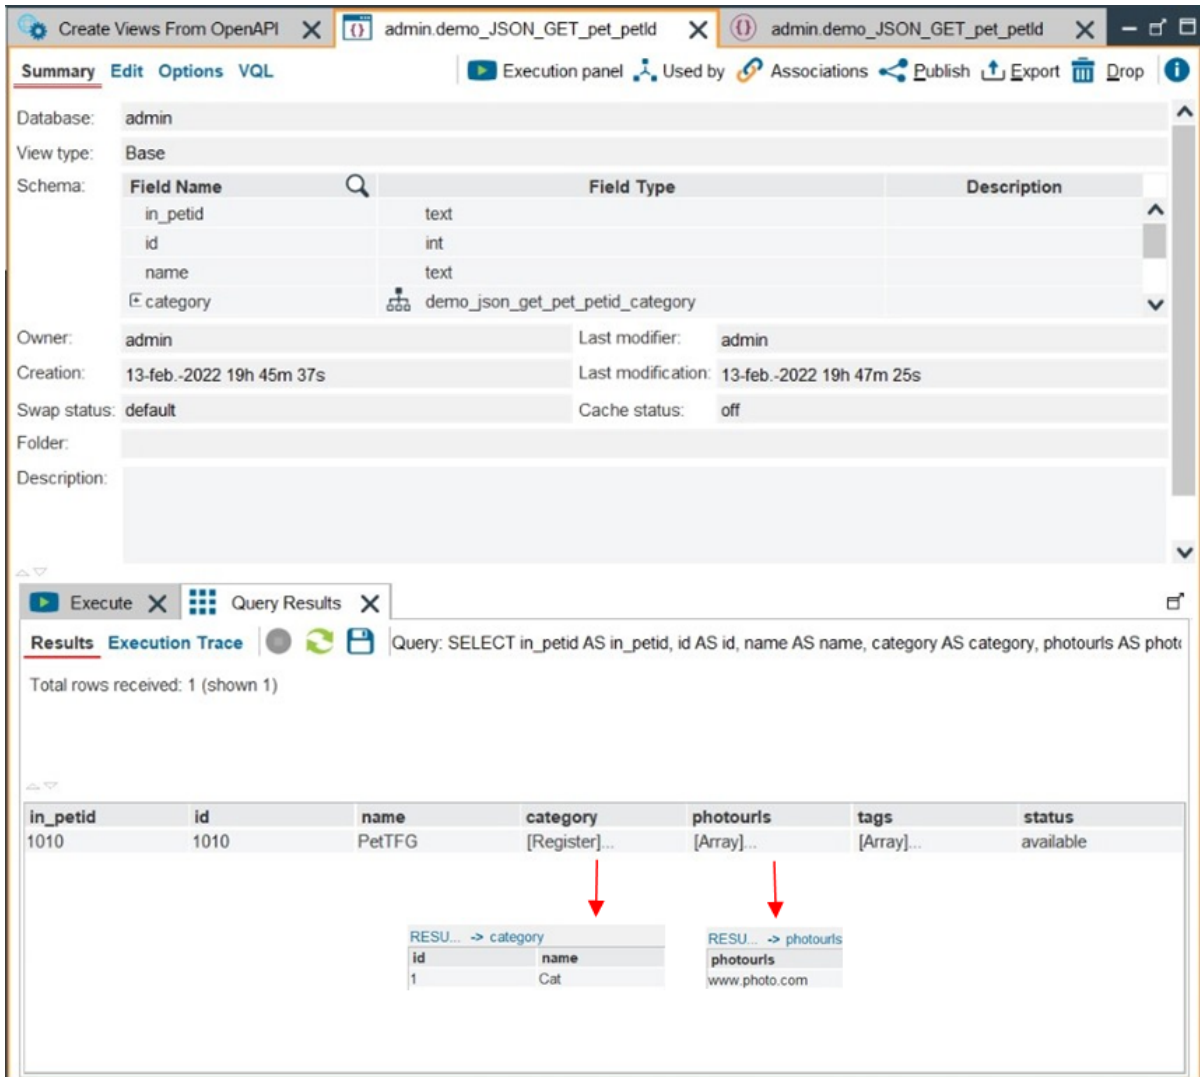 Create Views From OpenAPI admin.demo_JSON_GET_pet_petId admin.demo_JSON_GET_pet_petId
Summary Edit Options VQL Execution panel Used by Associations Publish Export Drop
Database: admin
View type: Base
Schema: Field Name Field Type Description
in_petid text
id int
name text
category demo_json_get_pet_petid_category
Owner: admin Last modifier: admin
Creation: 13-feb.-2022 19h 45m 37s Last modification: 13-feb.-2022 19h 47m 25s
Swap status: default Cache status: off
Folder:
Description:
Execute Query Results
Results Execution Trace Query: SELECT in_petid AS in_petid, id AS id, name AS name, category AS category, photourls AS phot
Total rows received: 1 (shown 1)
in_petid id name category photourls tags status
1010 1010 PetTFG [Register]... [Array]... [Array]... available
RESU... -> category RESU... -> photourls
id name photourls
1 Cat www.photo.com